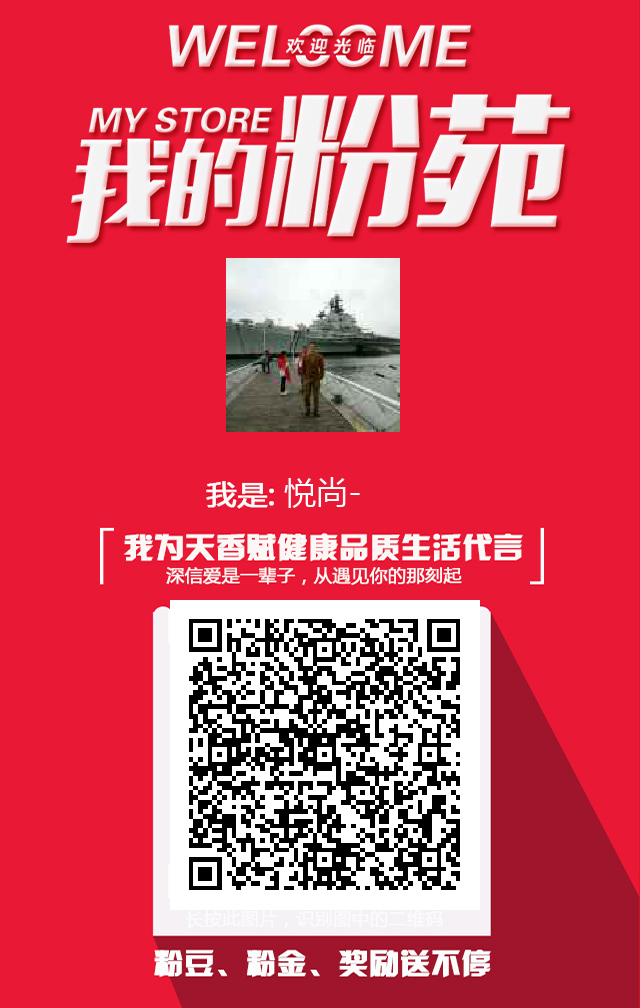 WELCOME
欢迎光临
MY STORE
我的粉苑
我是: 悦尚-
我为天香赋健康品质生活代言
深信爱是一辈子，从遇见你的那刻起
长按此图片，识别图中的二维码
粉豆、粉金、奖励送不停